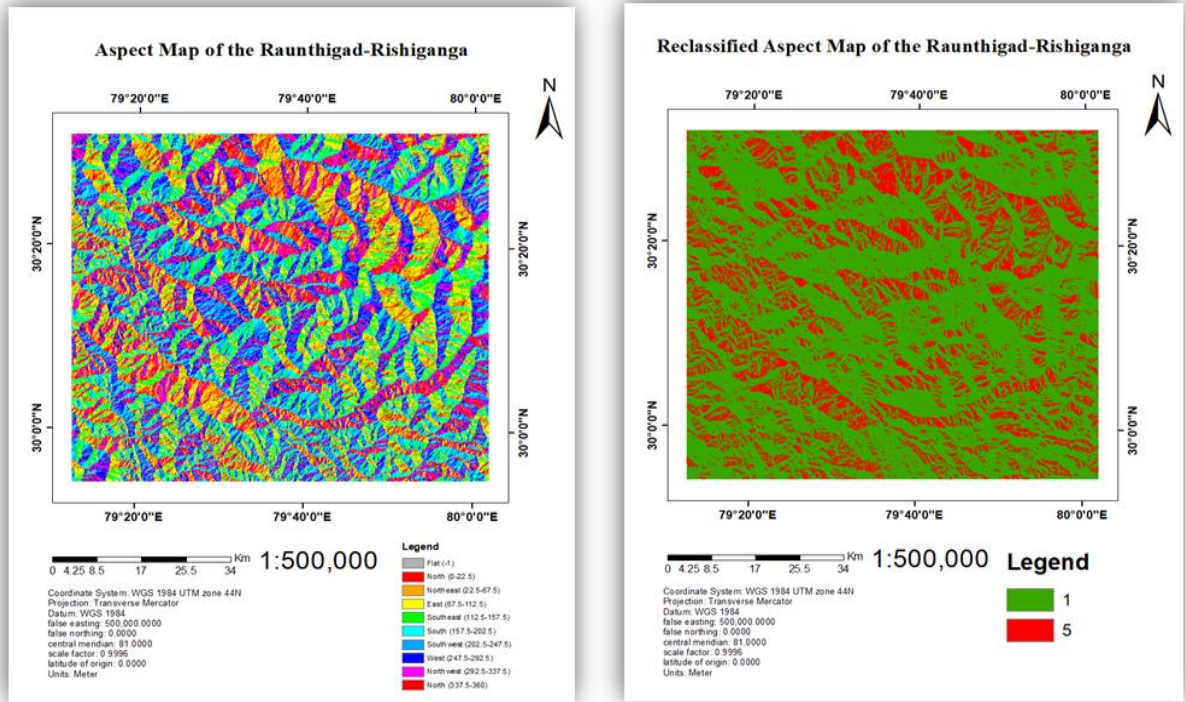 Aspect Map of the Raunthigad-Rishiganga
N
79°20'0"E 79°40'0"E 80°0'0"E
30°20'0"N
30°20'0"N
30°0'0"N
30°0'0"N
79°20'0"E 79°40'0"E 80°0'0"E
Km
0 4.25 8.5 17 25.5 34
1:500,000
Coordinate System: WGS 1984 UTM zone 44N
Projection: Transverse Mercator
Datum: WGS 1984
false easting: 500,000.0000
false northing: 0.0000
central meridian: 81.0000
scale factor: 0.9996
latitude of origin: 0.0000
Units: Meter
Legend
Flat (-1)
North (0-22.5)
Northeast (22.5-67.5)
East (67.5-112.5)
Southeast (112.5-157.5)
South (157.5-202.5)
Southwest (202.5-247.5)
West (247.5-292.5)
Northwest (292.5-337.5)
North (337.5-360)
Reclassified Aspect Map of the Raunthigad-Rishiganga
N
79°20'0"E 79°40'0"E 80°0'0"E
30°20'0"N
30°20'0"N
30°0'0"N
30°0'0"N
79°20'0"E 79°40'0"E 80°0'0"E
Km
0 4.25 8.5 17 25.5 34
1:500,000
Coordinate System: WGS 1984 UTM zone 44N
Projection: Transverse Mercator
Datum: WGS 1984
false easting: 500,000.0000
false northing: 0.0000
central meridian: 81.0000
scale factor: 0.9996
latitude of origin: 0.0000
Units: Meter
Legend
1
5